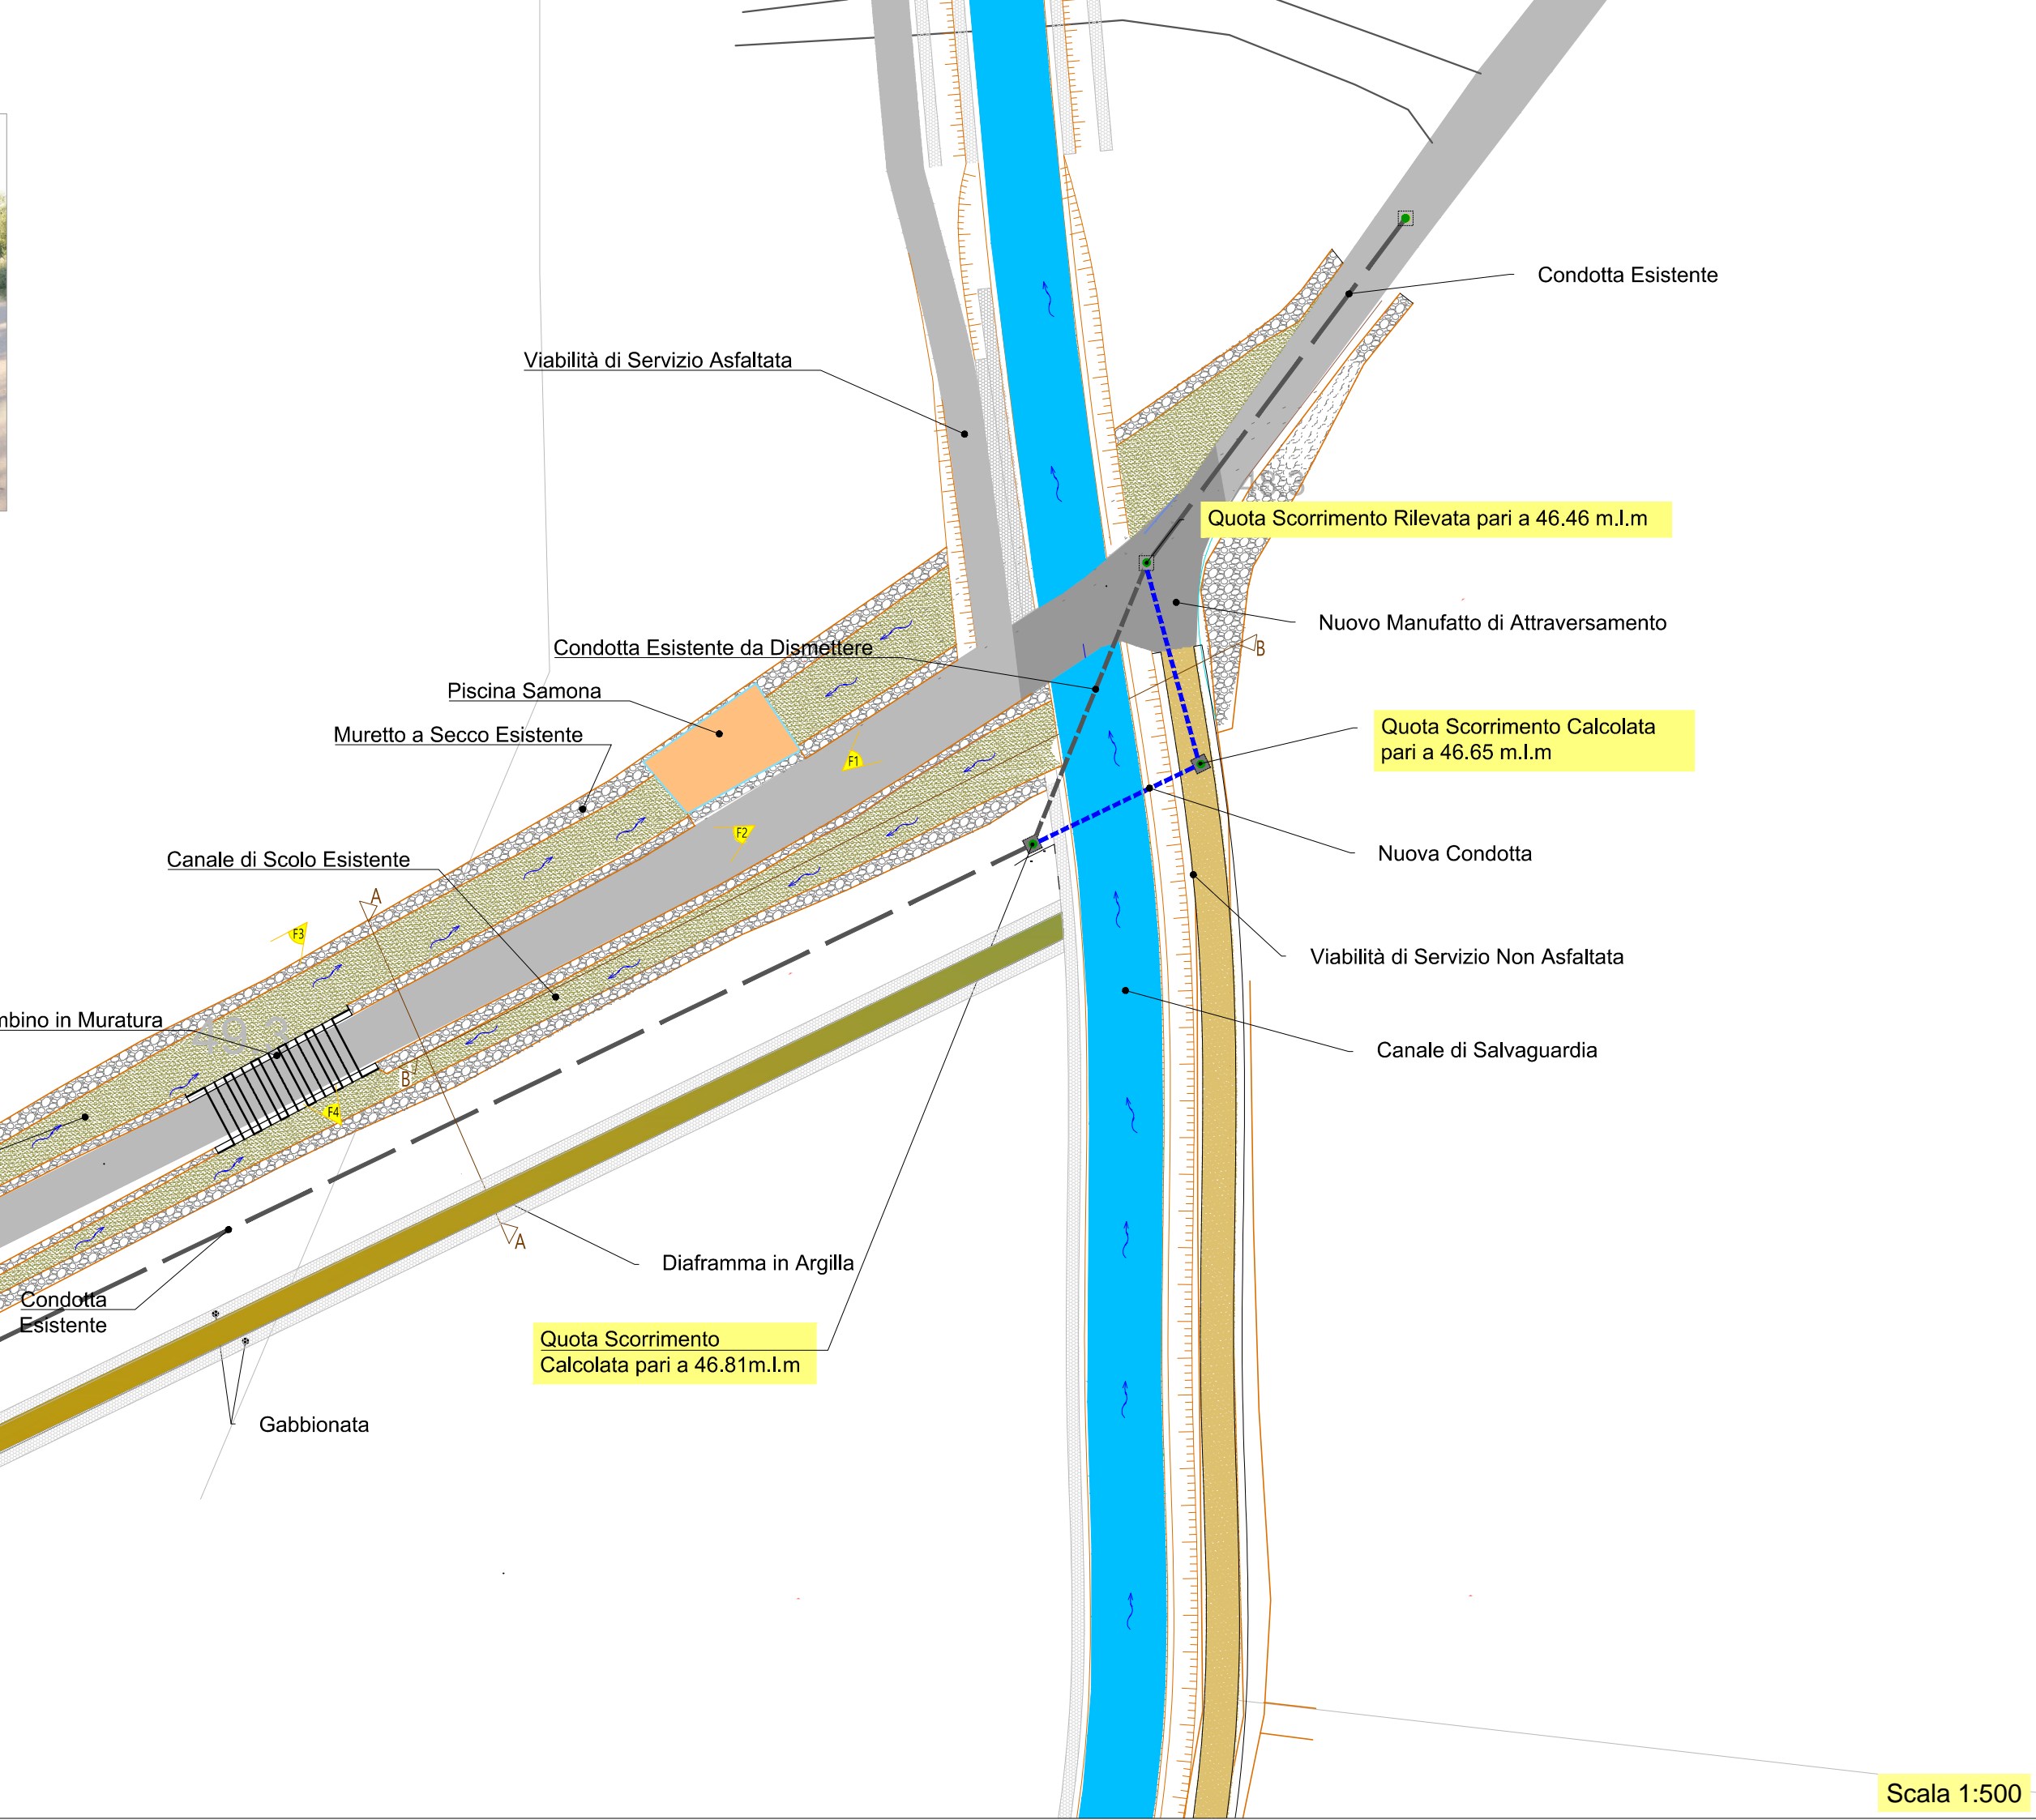 Condotta Esistente
Viabilità di Servizio Asfaltata
Quota Scorrimento Rilevata pari a 46.46 m.l.m
Nuovo Manufatto di Attraversamento
B
Condotta Esistente da Dismettere
Piscina Samona
Muretto a Secco Esistente
Quota Scorrimento Calcolata
pari a 46.65 m.l.m
F1
F2
Canale di Scolo Esistente
Nuova Condotta
A
F3
Viabilità di Servizio Non Asfaltata
mbino in Muratura
49.3
Canale di Salvaguardia
B
F4
A
Diaframma in Argilla
Condotta
Esistente
Quota Scorrimento
Calcolata pari a 46.81m.l.m
Gabbionata
Scala 1:500